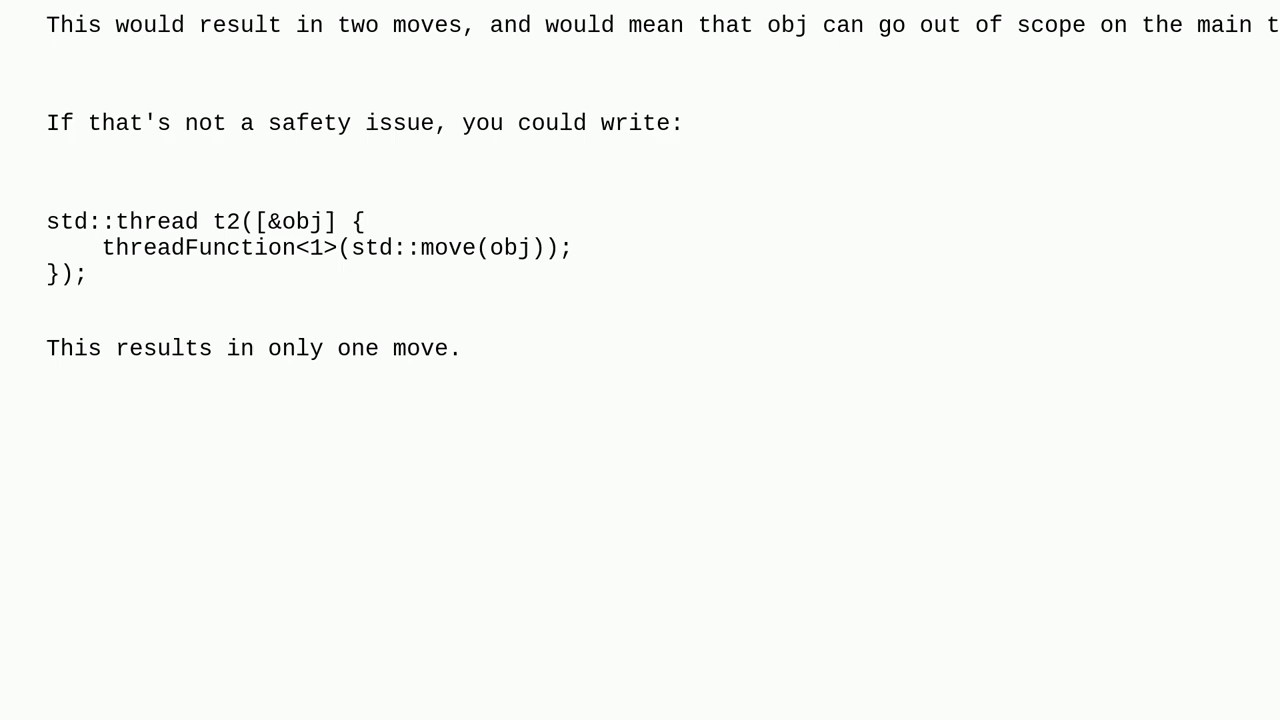 This would result in two moves, and would mean that obj can go out of scope on the main
If that's not a safety issue, you could write:
std::thread t2([&obj] {
    threadFunction<1>(std::move(obj));
});
This results in only one move.